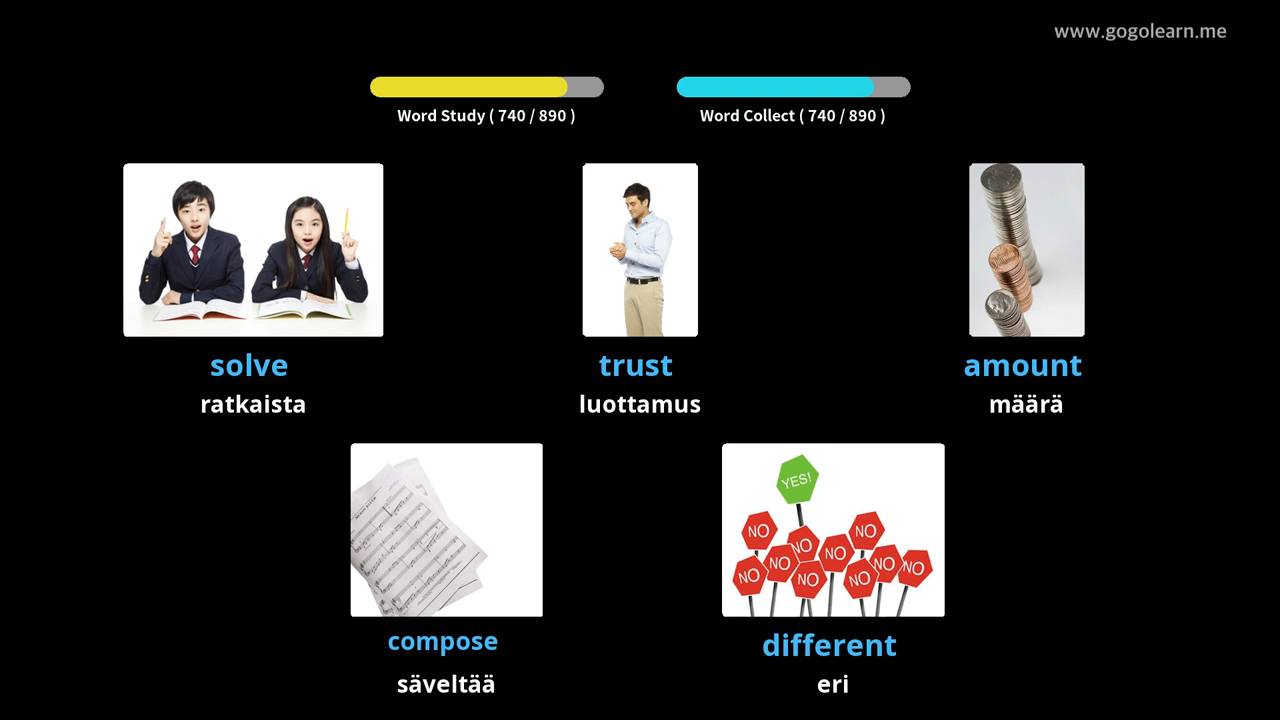 www.gogolearn.me
Word Study ( 740 / 890 )
Word Collect ( 740 / 890 )
solve
trust
amount
ratkaista
luottamus
määrä
YES!
NO
NO
NO
NO
NO
NO
NO
NO
NO
NO
compose
different
säveltää
eri